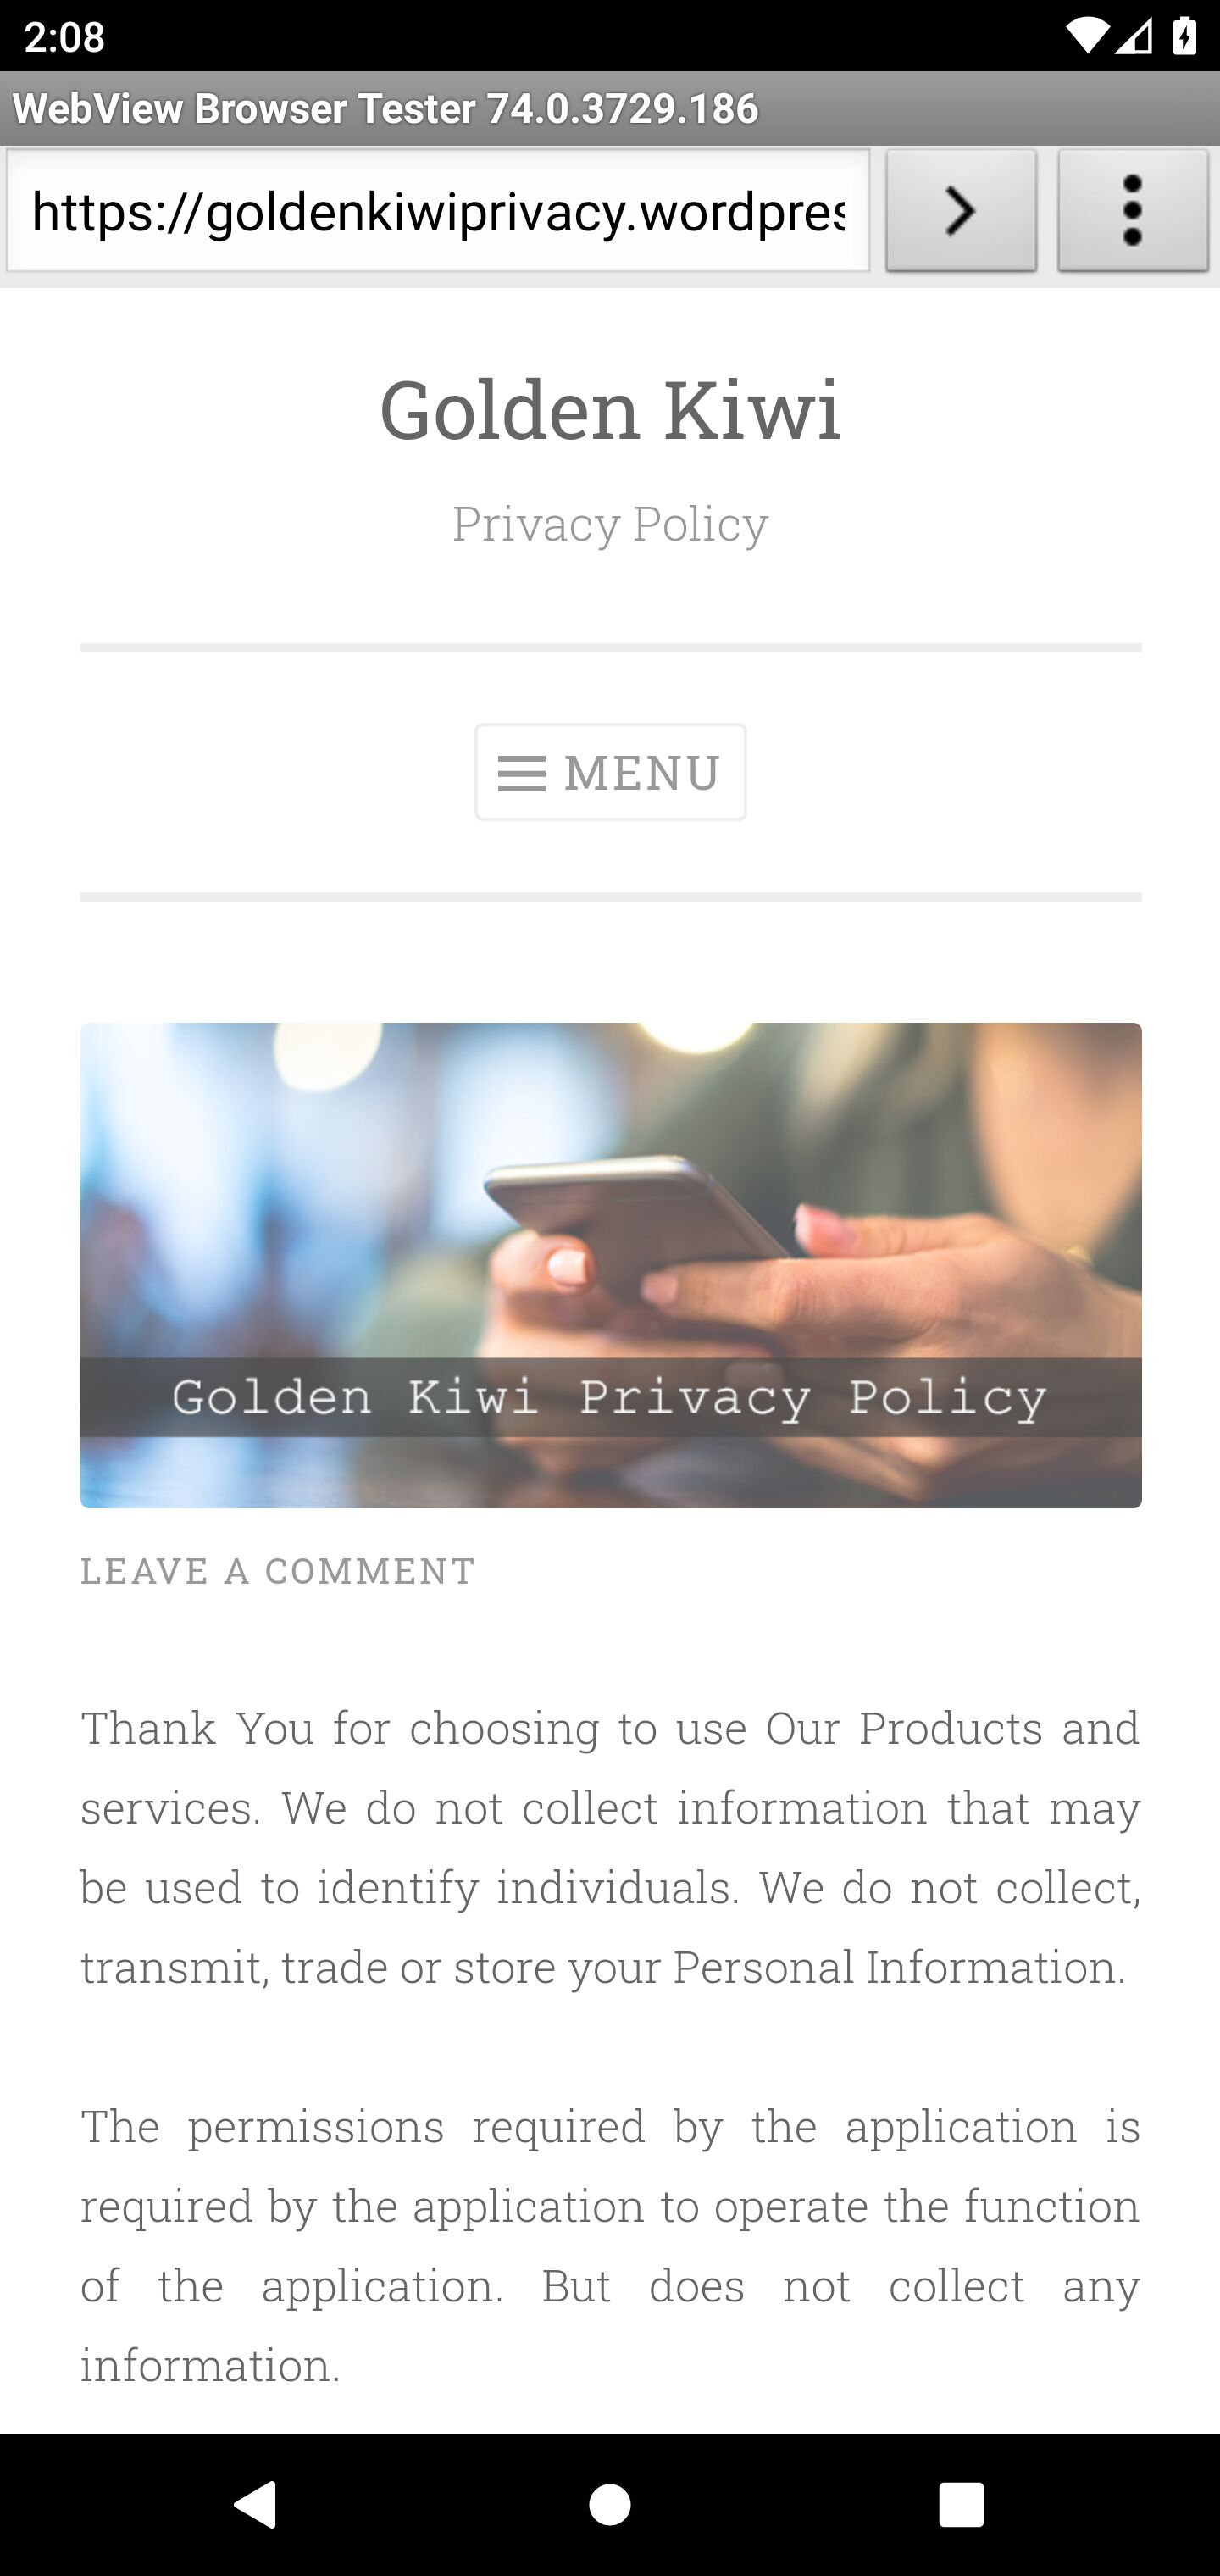 2:08
WebView Browser Tester 74.0.3729.186
https://goldenkiwiprivacy.wordpres
Golden Kiwi
Privacy Policy
MENU
Golden Kiwi Privacy Policy
LEAVE A COMMENT
Thank You for choosing to use Our Products and
services. We do not collect information that may
be used to identify individuals. We do not collect,
transmit, trade or store your Personal Information.
The permissions required by the application is
required by the application to operate the function
of the application. But does not collect any
information.